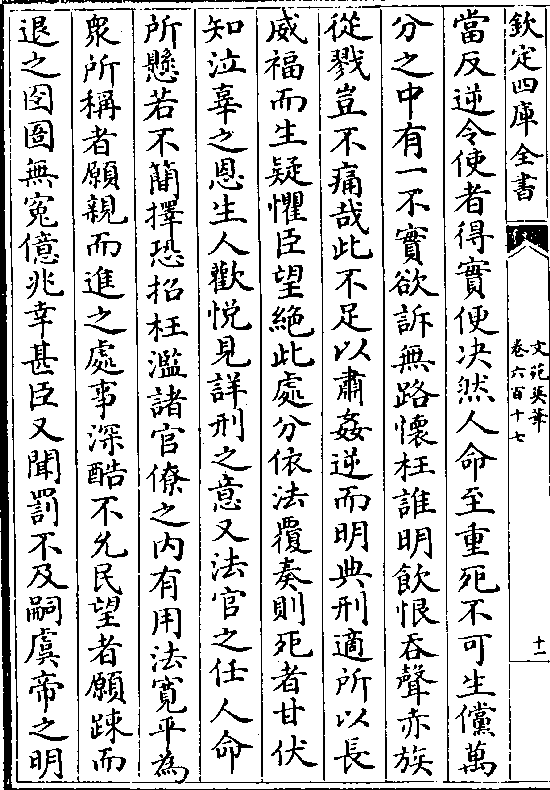 欽定四庫全書
文苑英華
卷六百十七
十二
當反逆令使者得實便決然人命至重死不可生儻萬
分之中有一不實欲訴無路懷枉誰明飲恨吞聲赤族
從戮豈不痛哉此不足以肅姦逆而明典刑適所以長
威福而生疑懼臣望絕此處分依法覆奏則死者甘伏
知泣辜之恩生人歡悅見詳刑之意又法官之任人命
所懸若不簡擇恐招枉濫諸官僚之內有用法寬平為
衆所稱者願親而進之處事深酷不允民望者願踈而
退之囹圄無寃億兆幸甚臣又聞罰不及嗣虞帝之明